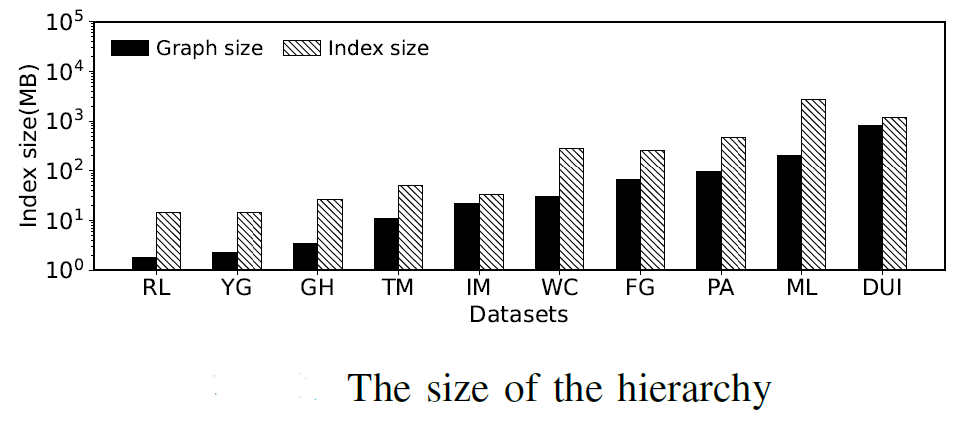 10^5
10^4
10^3
10^2
10^1
10^0
Index size(MB)
Graph size Index size
RL YG GH TM IM WC FG PA ML DUI
Datasets
The size of the hierarchy